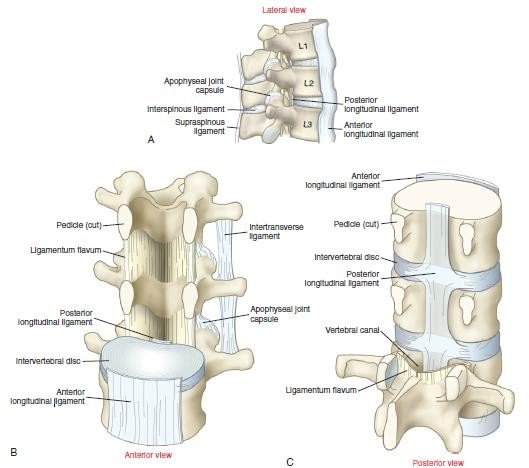 Lateral view
L1
L2
L3
Apophyseal joint
capsule
Interspinous ligament
Supraspinous
ligament
Posterior
longitudinal ligament
Anterior
longitudinal ligament
A
Pedicle (cut)
Ligamentum flavum
Posterior
longitudinal ligament
Intervertebral disc
Anterior
longitudinal ligament
Intertransverse
ligament
Apophyseal joint
capsule
B
Anterior view
Anterior
longitudinal ligament
Pedicle (cut)
Intervertebral disc
Posterior
longitudinal ligament
Vertebral canal
Ligamentum flavum
C
Posterior view